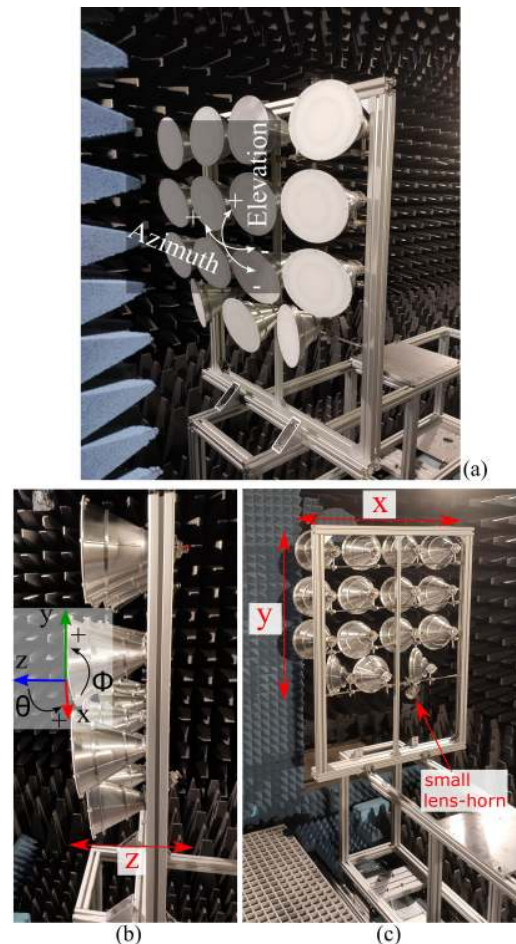 Elevation
+
+
Azimuth
-
-
(a)
y
+
z
Φ
θ
+
x
z
(b)
x
y
small
lens-horn
(c)